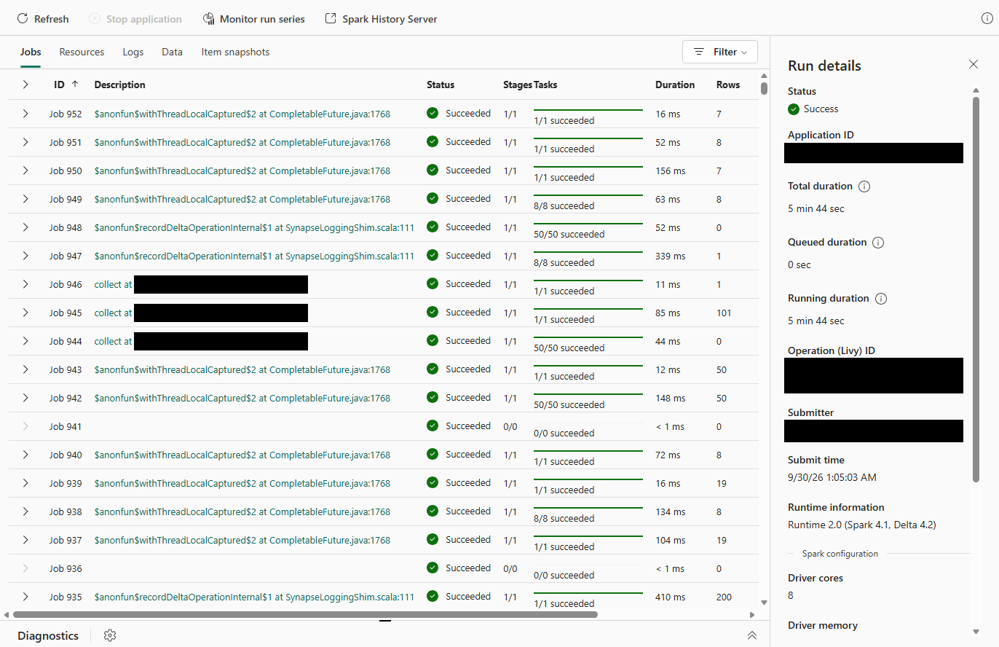 Refresh Stop application Monitor run series Spark History Server
Jobs Resources Logs Data Item snapshots Filter
ID Description Status Stages Tasks Duration Rows
Job 952 $anonfun$withThreadLocalCaptured$2 at CompletableFuture.java:1768 Succeeded 1/1 1/1 succeeded 16 ms 7
Job 951 $anonfun$withThreadLocalCaptured$2 at CompletableFuture.java:1768 Succeeded 1/1 1/1 succeeded 52 ms 8
Job 950 $anonfun$withThreadLocalCaptured$2 at CompletableFuture.java:1768 Succeeded 1/1 1/1 succeeded 156 ms 7
Job 949 $anonfun$withThreadLocalCaptured$2 at CompletableFuture.java:1768 Succeeded 1/1 8/8 succeeded 63 ms 8
Job 948 $anonfun$recordDeltaOperationInternal$1 at SynapseLoggingShim.scala:111 Succeeded 1/1 50/50 succeeded 52 ms 0
Job 947 $anonfun$recordDeltaOperationInternal$1 at SynapseLoggingShim.scala:111 Succeeded 1/1 8/8 succeeded 339 ms 1
Job 946 collect at Succeeded 1/1 1/1 succeeded 11 ms 1
Job 945 collect at Succeeded 1/1 1/1 succeeded 85 ms 101
Job 944 collect at Succeeded 1/1 50/50 succeeded 44 ms 0
Job 943 $anonfun$withThreadLocalCaptured$2 at CompletableFuture.java:1768 Succeeded 1/1 1/1 succeeded 12 ms 50
Job 942 $anonfun$withThreadLocalCaptured$2 at CompletableFuture.java:1768 Succeeded 1/1 50/50 succeeded 148 ms 50
Job 941 Succeeded 0/0 0/0 succeeded < 1 ms 0
Job 940 $anonfun$withThreadLocalCaptured$2 at CompletableFuture.java:1768 Succeeded 1/1 1/1 succeeded 72 ms 8
Job 939 $anonfun$withThreadLocalCaptured$2 at CompletableFuture.java:1768 Succeeded 1/1 1/1 succeeded 16 ms 19
Job 938 $anonfun$withThreadLocalCaptured$2 at CompletableFuture.java:1768 Succeeded 1/1 8/8 succeeded 134 ms 8
Job 937 $anonfun$withThreadLocalCaptured$2 at CompletableFuture.java:1768 Succeeded 1/1 1/1 succeeded 104 ms 19
Job 936 Succeeded 0/0 0/0 succeeded < 1 ms 0
Job 935 $anonfun$recordDeltaOperationInternal$1 at SynapseLoggingShim.scala:111 Succeeded 1/1 1/1 succeeded 410 ms 200
Diagnostics
Run details
Status
Success
Application ID
Total duration
5 min 44 sec
Queued duration
0 sec
Running duration
5 min 44 sec
Operation (Livy) ID
Submitter
Submit time
9/30/26 1:05:03 AM
Runtime information
Runtime 2.0 (Spark 4.1, Delta 4.2)
Spark configuration
Driver cores
8
Driver memory